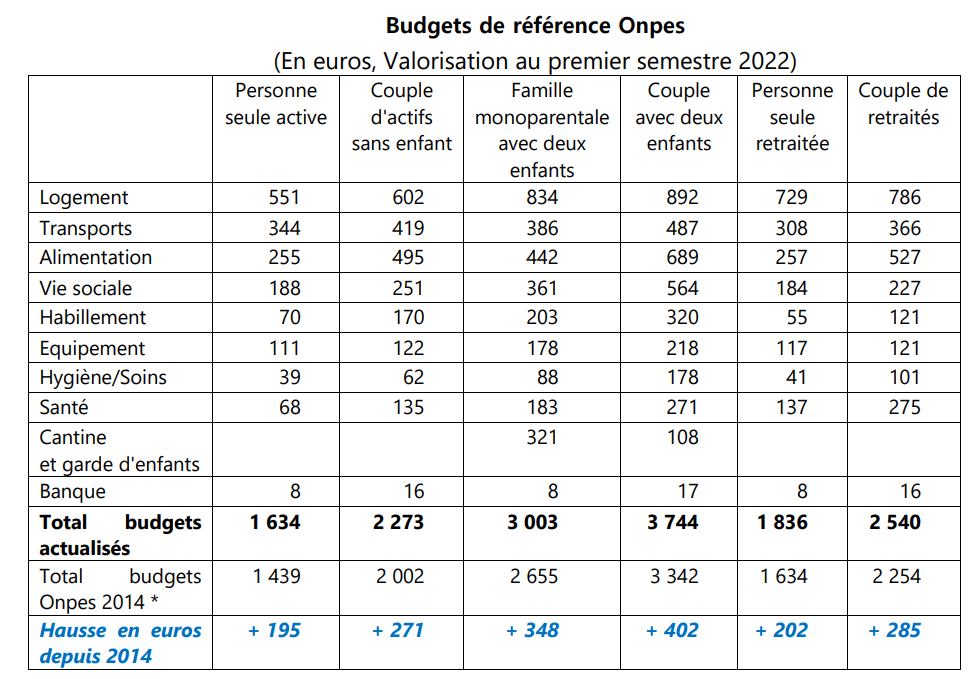 Budgets de référence Onpes
(En euros, Valorisation au premier semestre 2022)
Personne seule active
Couple d'actifs sans enfant
Famille monoparentale avec deux enfants
Couple avec deux enfants
Personne seule retraitée
Couple de retraités
Logement 551 602 834 892 729 786
Transports 344 419 386 487 308 366
Alimentation 255 495 442 689 257 527
Vie sociale 188 251 361 564 184 227
Habillement 70 170 203 320 55 121
Equipement 111 122 178 218 117 121
Hygiène/Soins 39 62 88 178 41 101
Santé 68 135 183 271 137 275
Cantine et garde d'enfants 321 108
Banque 8 16 8 17 8 16
Total budgets actualisés 1 634 2 273 3 003 3 744 1 836 2 540
Total budgets Onpes 2014 * 1 439 2 002 2 655 3 342 1 634 2 254
Hausse en euros depuis 2014 + 195 + 271 + 348 + 402 + 202 + 285